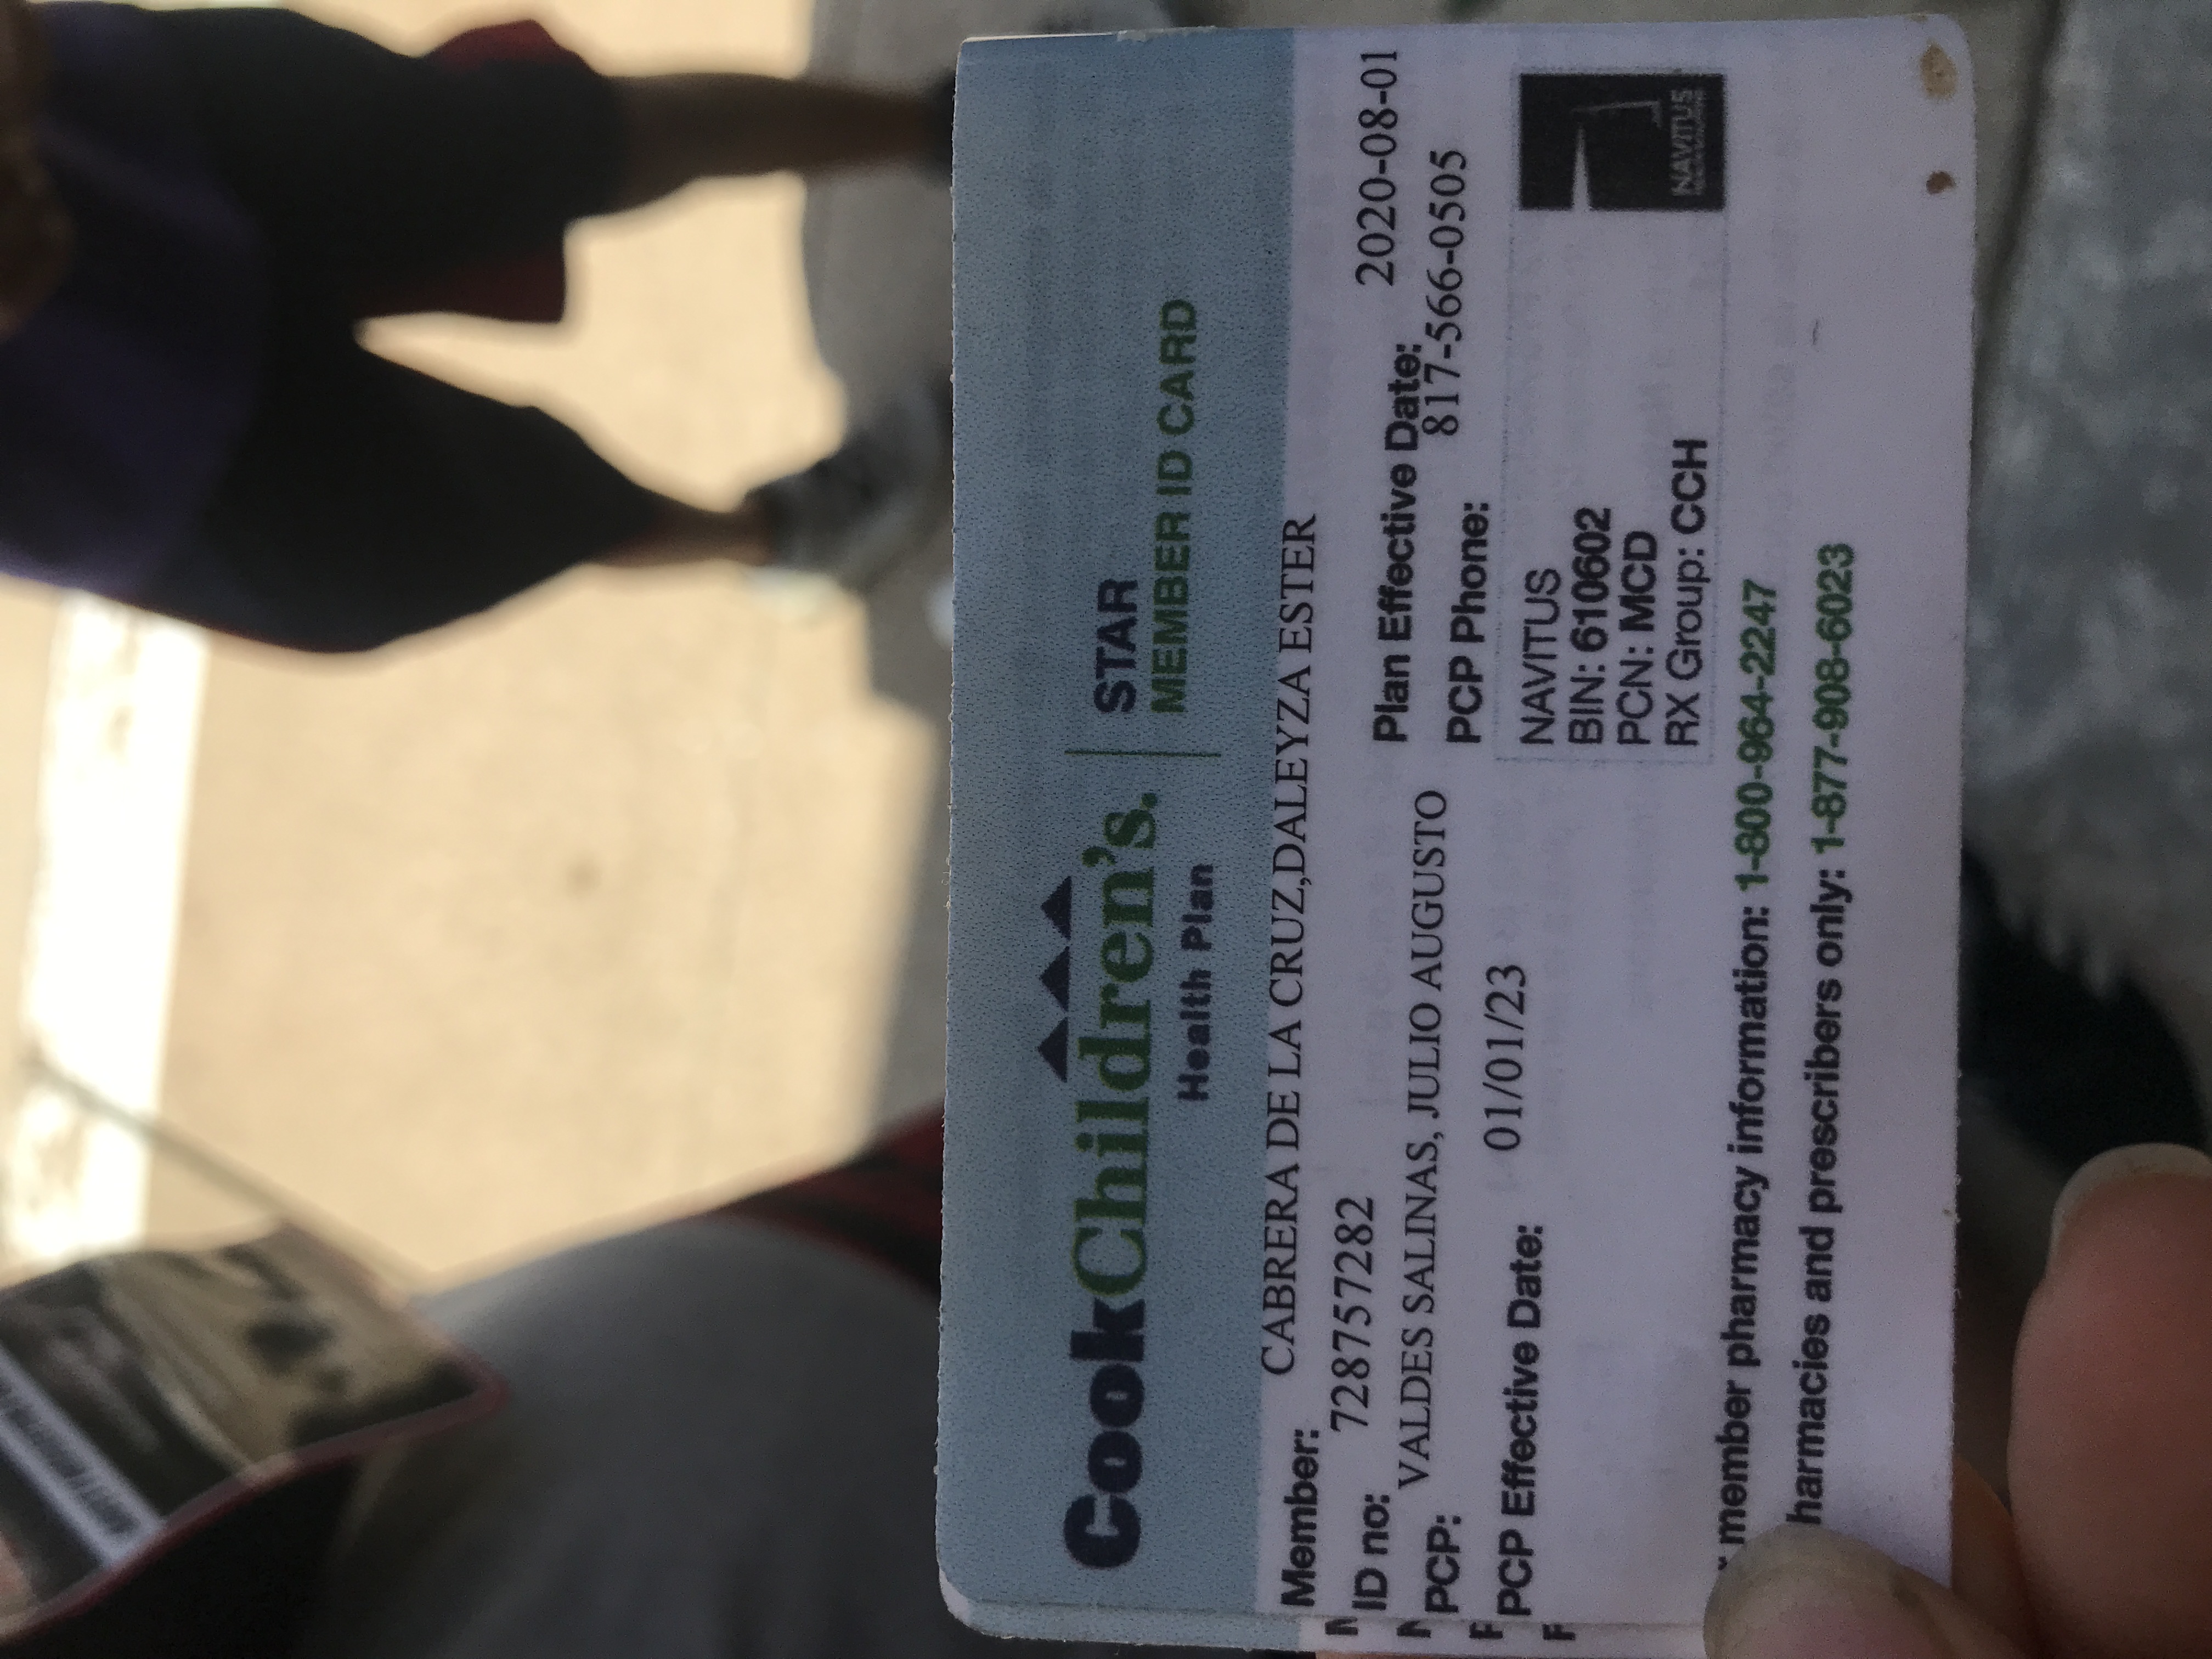 CookChildren's.
Health Plan
STAR
MEMBER ID CARD
Member: CABRERA DE LA CRUZ,DALEYZA ESTER
ID no: 728757282
Plan Effective Date: 2020-08-01
PCP: VALDES SALINAS, JULIO AUGUSTO
PCP Phone: 817-566-0505
PCP Effective Date: 01/01/23
NAVITUS
BIN: 610602
PCN: MCD
RX Group: CCH
NAVITUS
member pharmacy information: 1-800-964-2247
harmacies and prescribers only: 1-877-908-6023